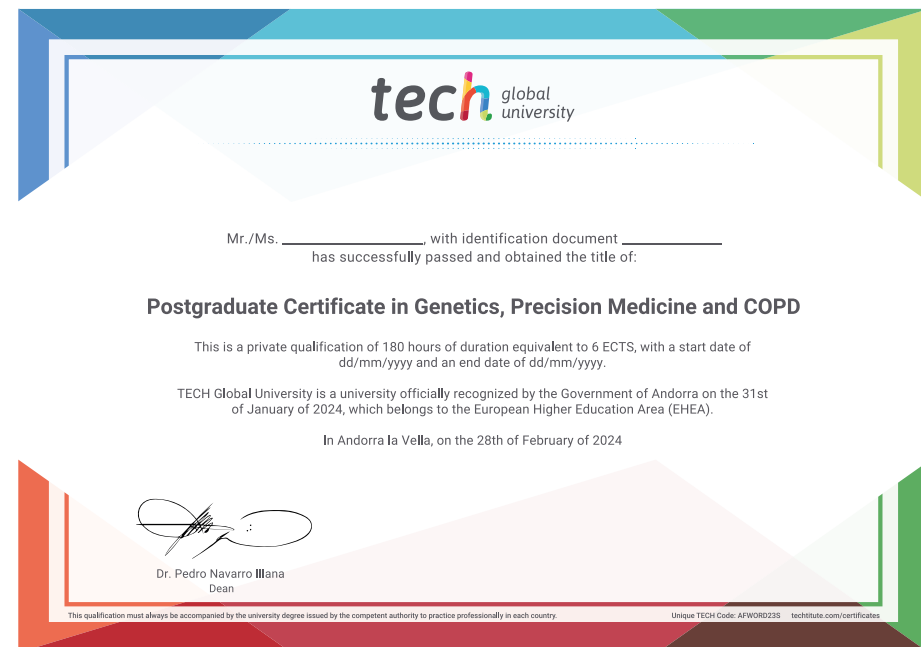 tech global university
Mr./Ms. ____________, with identification document ____________
has successfully passed and obtained the title of:
Postgraduate Certificate in Genetics, Precision Medicine and COPD
This is a private qualification of 180 hours of duration equivalent to 6 ECTS, with a start date of
dd/mm/yyyy and an end date of dd/mm/yyyy.
TECH Global University is a university officially recognized by the Government of Andorra on the 31st
of January of 2024, which belongs to the European Higher Education Area (EHEA).
In Andorra la Vella, on the 28th of February of 2024
Dr. Pedro Navarro Illana
Dean
This qualification must always be accompanied by the university degree issued by the competent authority to practice professionally in each country.
Unique TECH Code: AFWORD23S techtitute.com/certificates